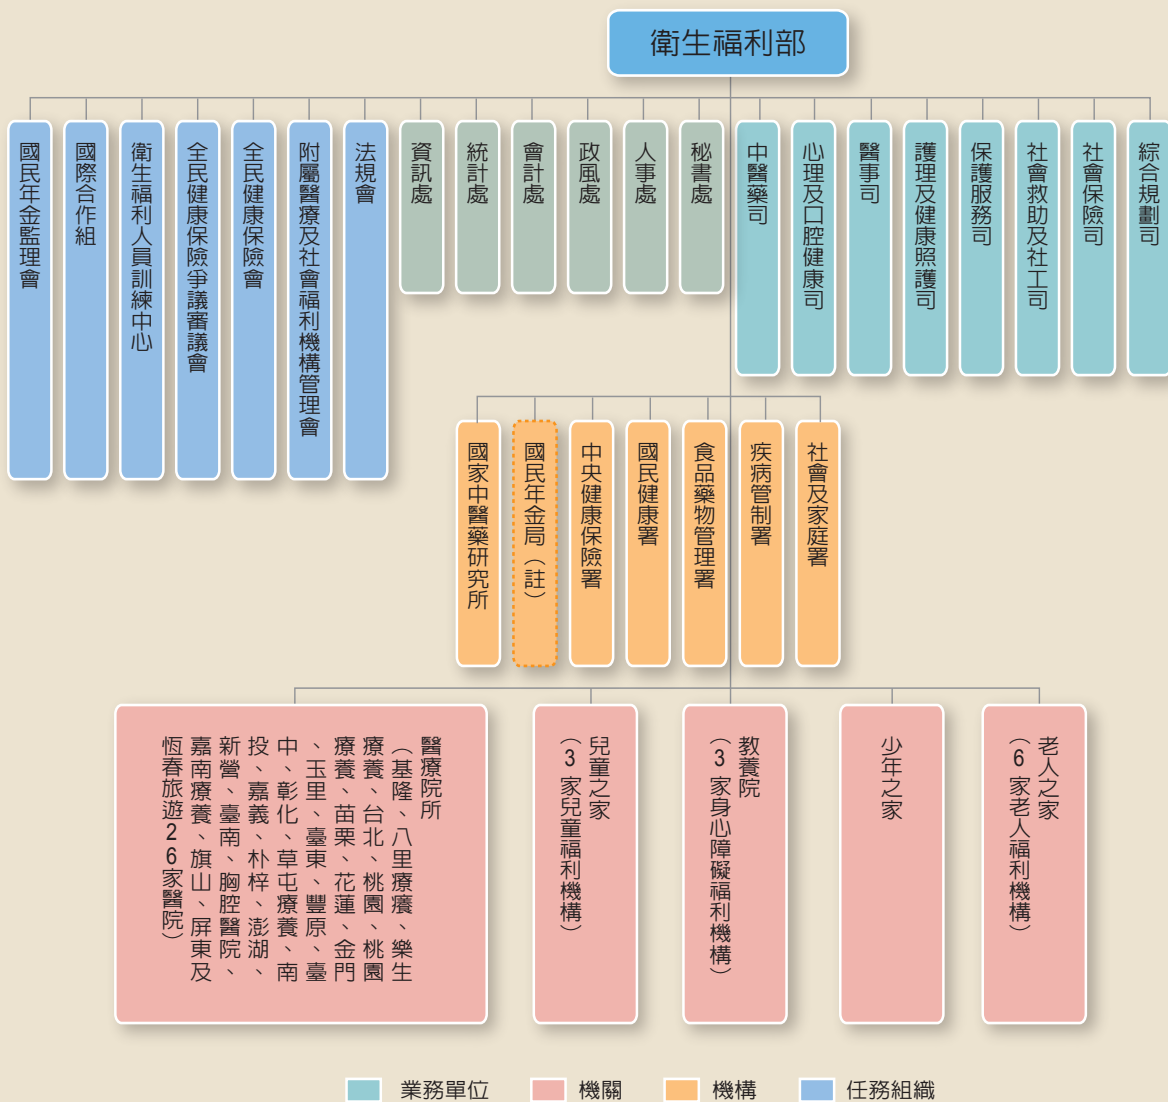 衛生福利部
國民年金監理會
國際合作組
衛生福利人員訓練中心
全民健康保險爭議審議會
全民健康保險會
附屬醫療及社會福利機構管理會
法規會
資訊處
統計處
會計處
政風處
人事處
秘書處
中醫藥司
心理及口腔健康司
醫事司
護理及健康照護司
保護服務司
社會救助及社工司
社會保險司
綜合規劃司
國家中醫藥研究所
國民年金局（註）
中央健康保險署
國民健康署
食品藥物管理署
疾病管制署
社會及家庭署
醫療院所
（基隆、八里療癢、樂生
療養、台北、桃園、桃園
療養、苗栗、花蓮、金門
、玉里、臺東、豐原、臺
中、彰化、草屯療養、南
投、嘉義、朴梓、澎湖、
新營、臺南、胸腔醫院、
嘉南療養、旗山、屏東及
恆春旅遊26家醫院）
兒童之家
（3家兒童福利機構）
教養院
（3家身心障礙福利機構）
少年之家
老人之家
（6家老人福利機構）
業務單位
機關
機構
任務組織